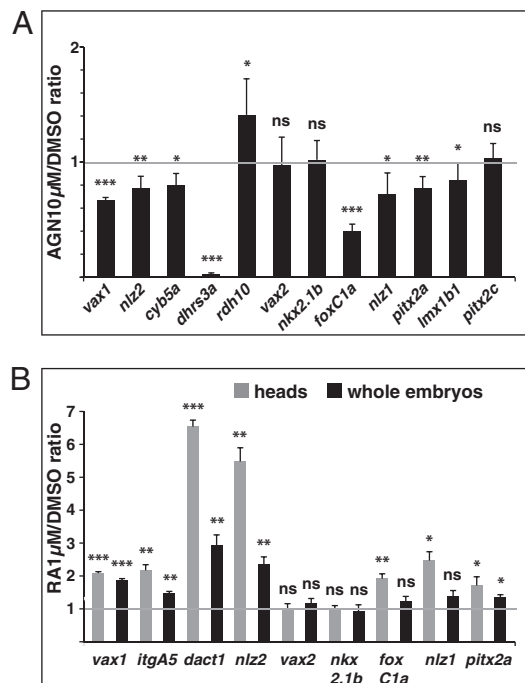 A
AGN10µM/DMSO ratio
2
1
*** ** * *** * ns ns *** * ** * ns
vax1 nlz2 cyb5a dhrs3a rdh10 vax2 nkx2.1b foxC1a nlz1 pitx2a lmx1b1 pitx2c
B
RA1µM/DMSO ratio
heads whole embryos
7
6
5
4
3
2
1
*** *** ** ** *** ** ** ** ns ns ns ns ** ns * ns * *
vax1 itgA5 dact1 nlz2 vax2 nkx 2.1b fox C1a nlz1 pitx2a